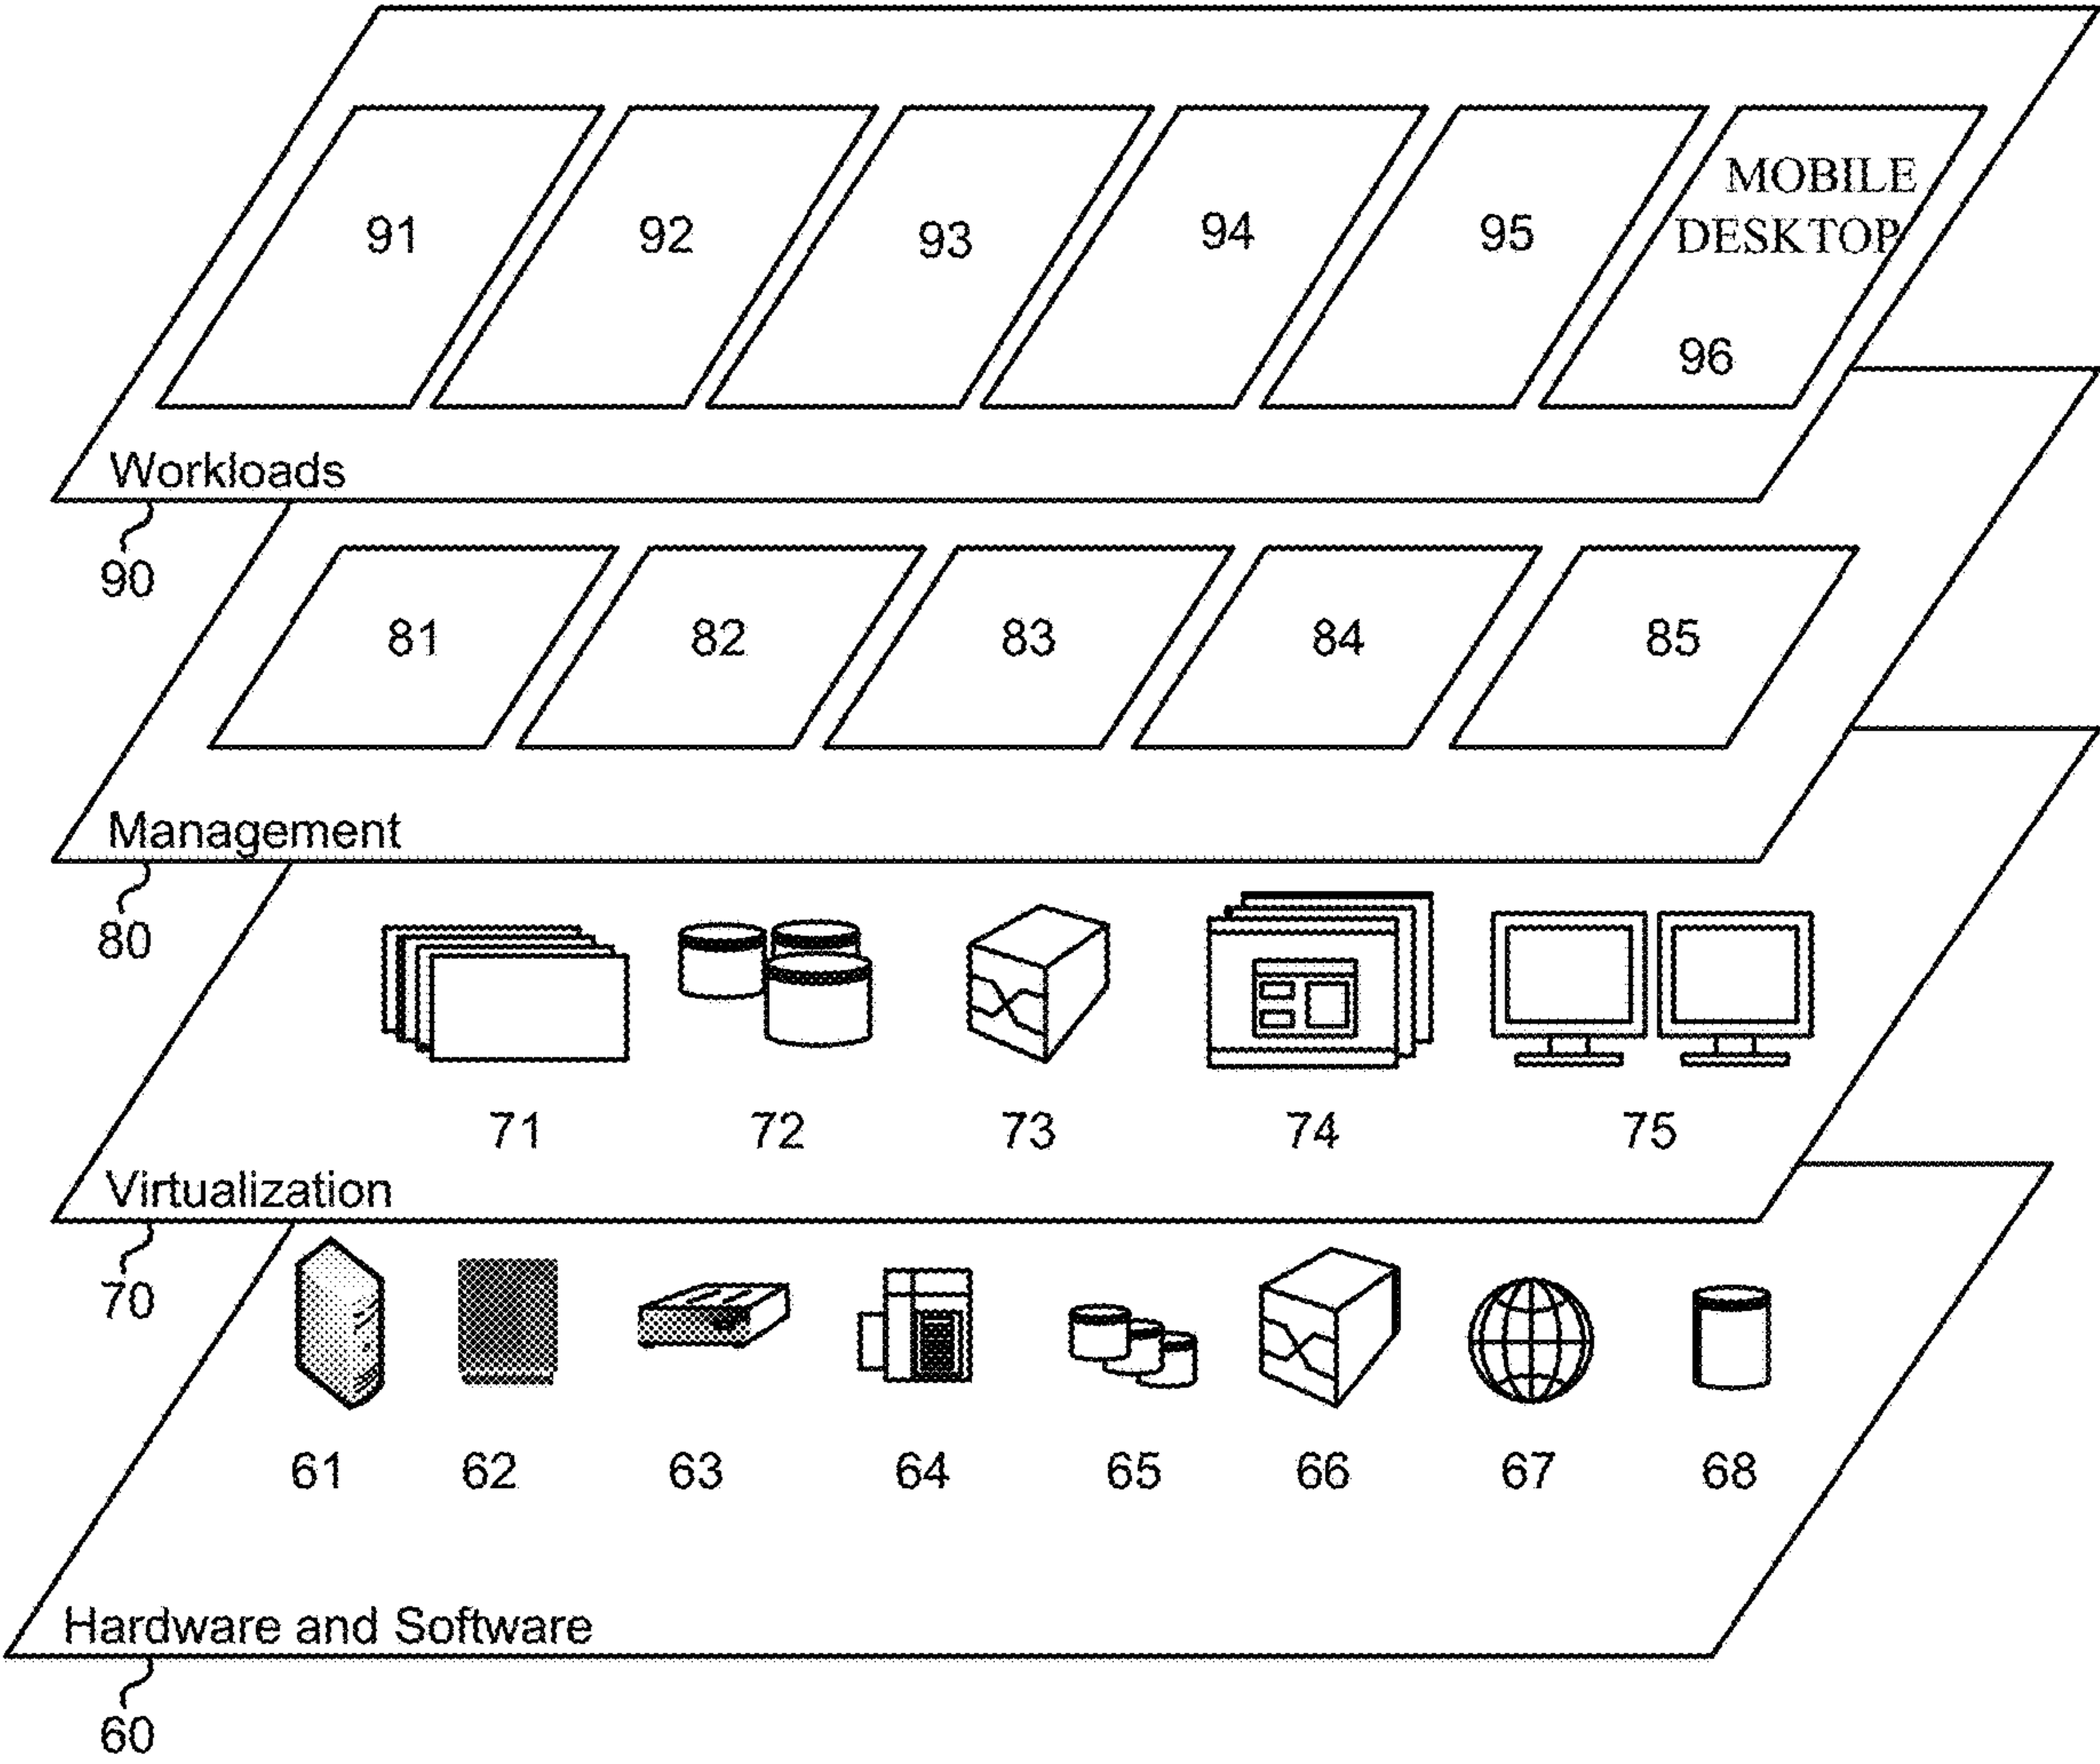 91 92 93 94 95 MOBILE
DESKTOP
96
Workloads
90
81 82 83 84 85
Management
80
71 72 73 74 75
Virtualization
70
61 62 63 64 65 66 67 68
Hardware and Software
60